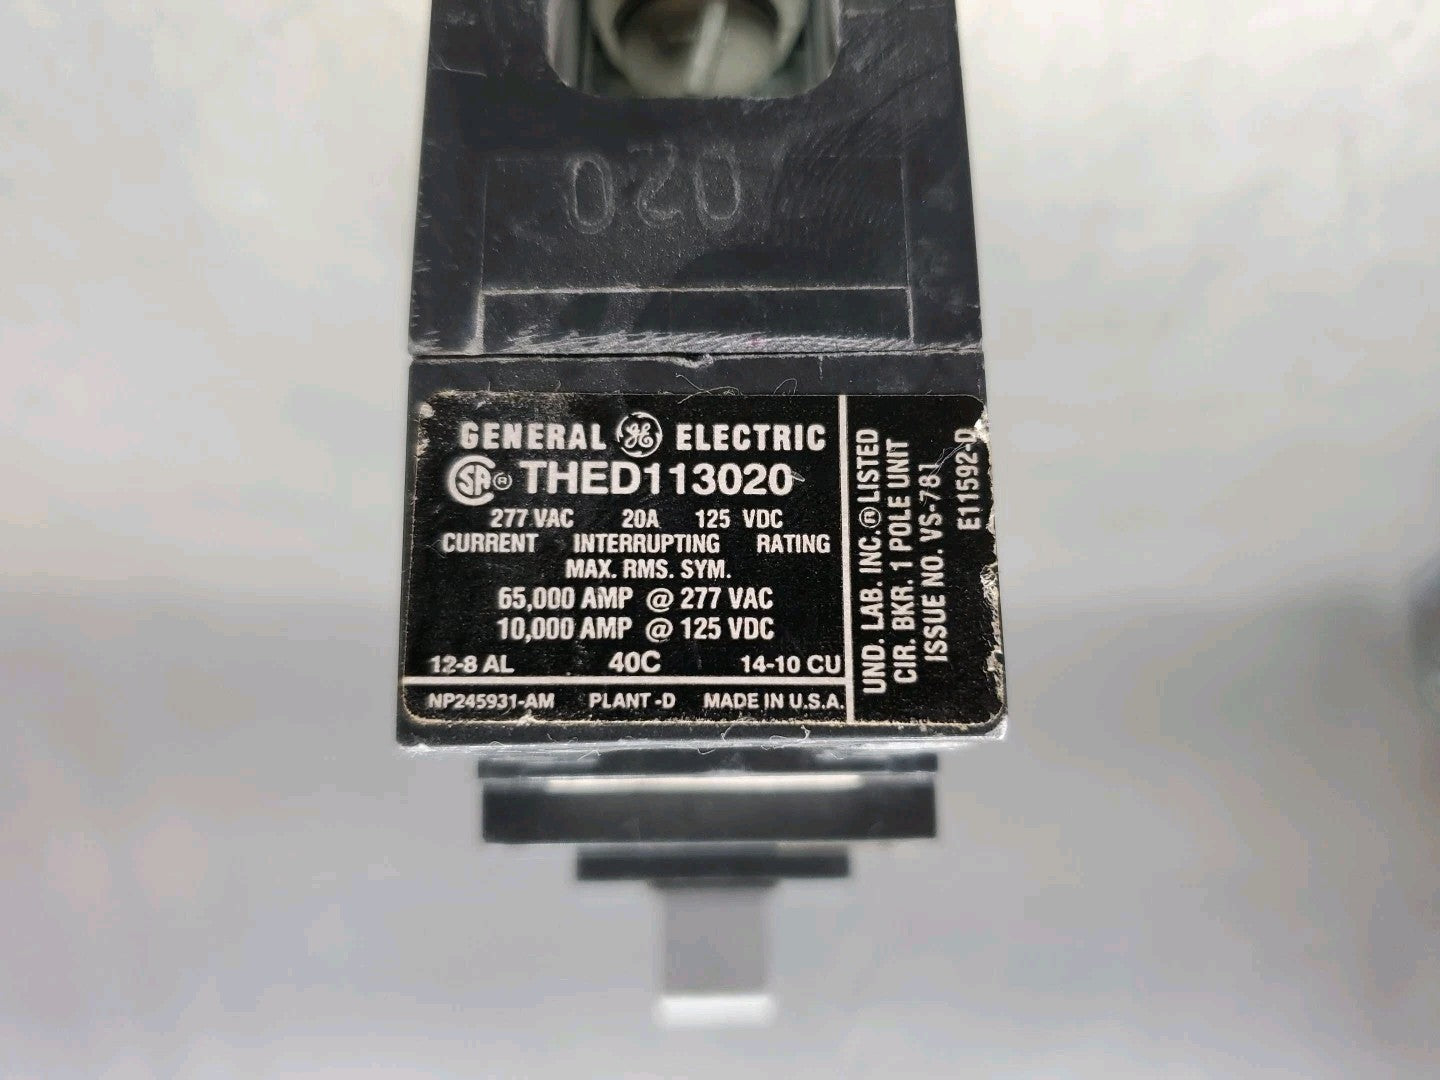 020
GENERAL GE ELECTRIC
SA ® THED113020
277 VAC 20A 125 VDC
CURRENT INTERRUPTING RATING
MAX. RMS. SYM.
65,000 AMP @ 277 VAC
10,000 AMP @ 125 VDC
12-8 AL 40C 14-10 CU
NP245931-AM PLANT -D MADE IN U.S.A.
UND. LAB. INC.® LISTED
CIR. BKR. 1 POLE UNIT
ISSUE NO. VS-781
E11592-D